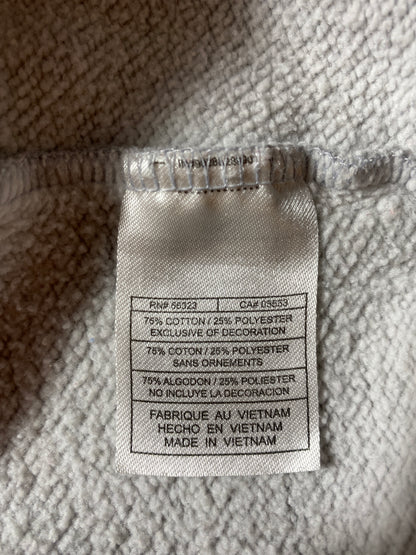 RN# 56323 CA# 05553
75% COTTON / 25% POLYESTER
EXCLUSIVE OF DECORATION
75% COTON / 25% POLYESTER
SANS ORNEMENTS
75% ALGODON / 25% POLIESTER
NO INCLUYE LA DECORACION
FABRIQUE AU VIETNAM
HECHO EN VIETNAM
MADE IN VIETNAM